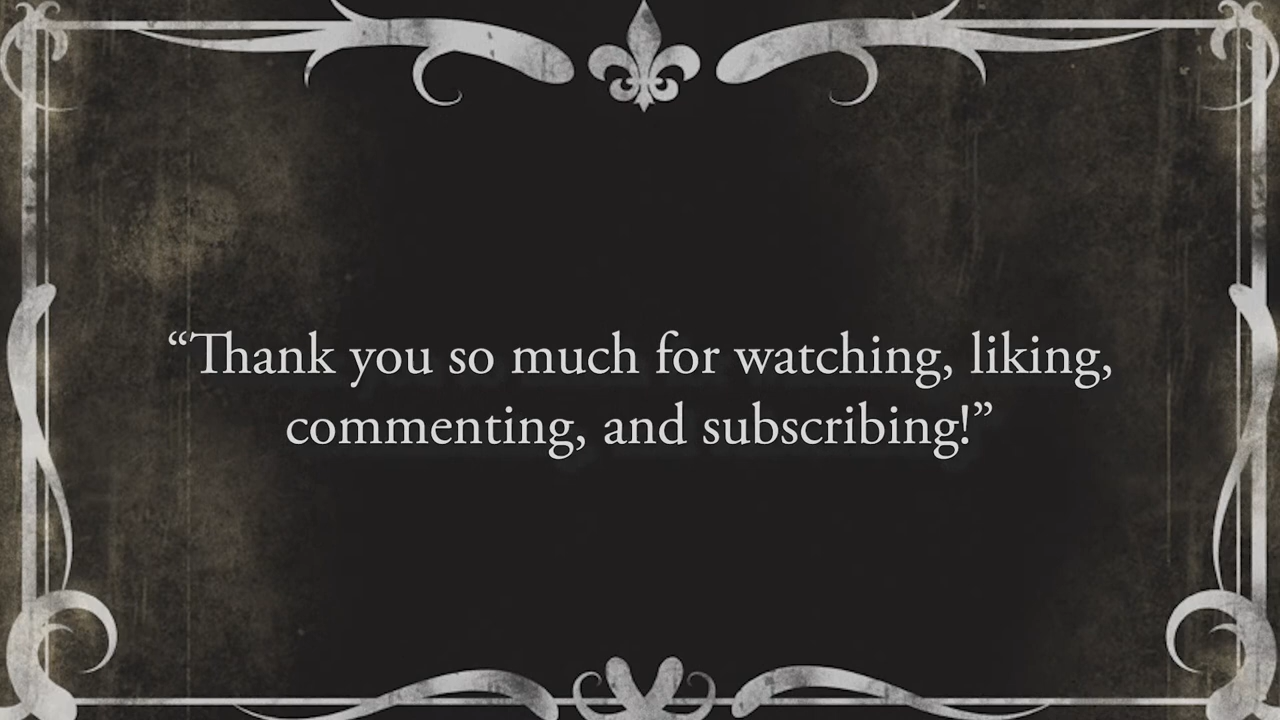 “Thank you so much for watching, liking,
commenting, and subscribing!”